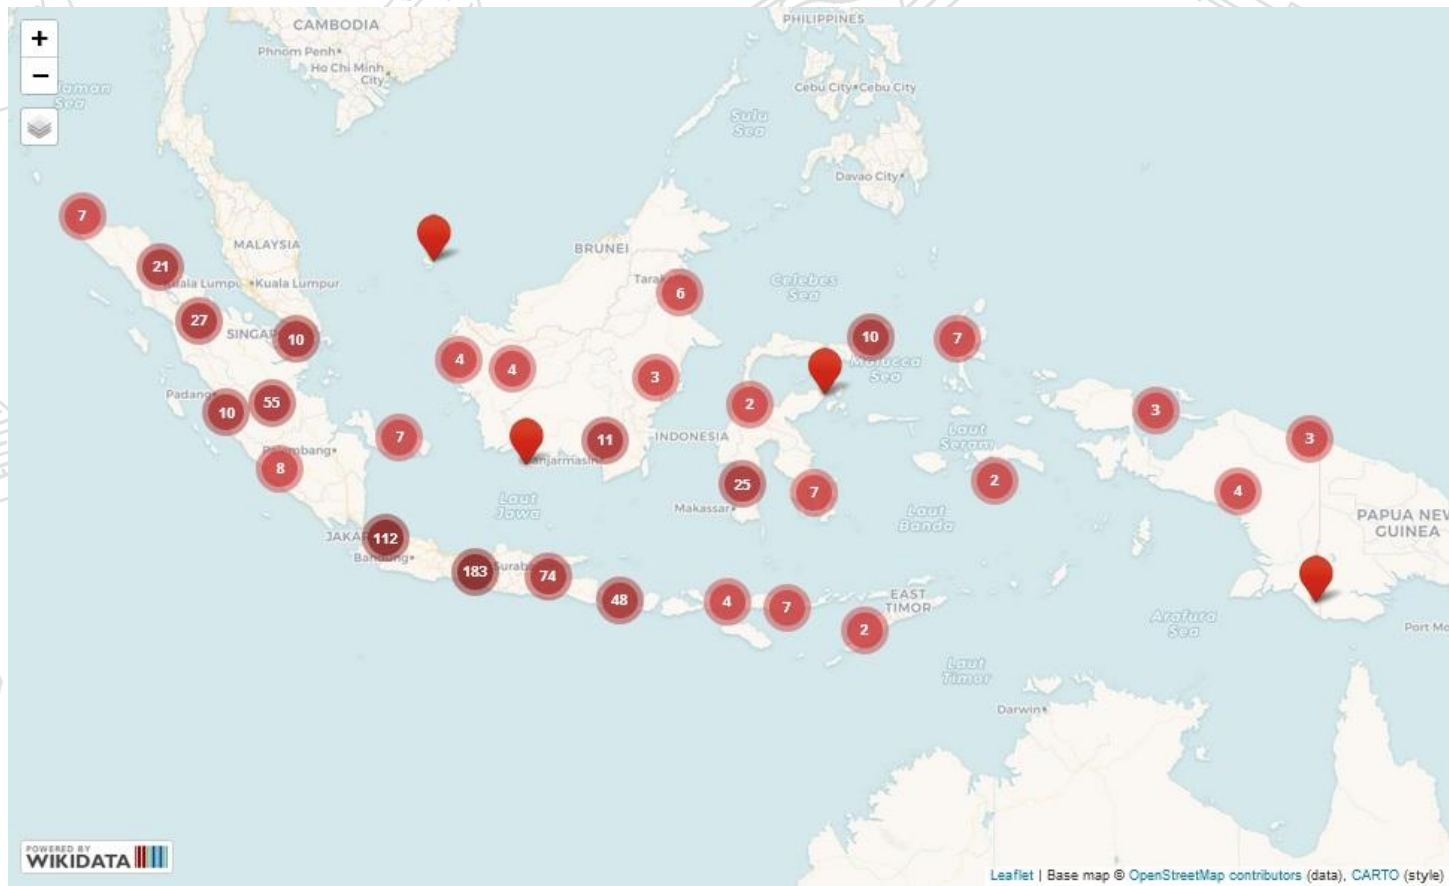 CAMBODIA
PHILIPPINES
+
Phnom Penh
−
Ho Chi Minh
City
Cebu City Cebu City
Sea
Sulu
Sea
Davao City
7
MALAYSIA
BRUNEI
21
Kuala Lumpur
Celebes
Sea
6
27
10
10
7
4
4
Molucca
Sea
3
2
3
Padang
10
55
7
11
INDONESIA
Laut
Seram
3
8
25
7
2
4
Laut
Jawa
Makassar
Laut
Banda
PAPUA NEW
GUINEA
112
Bandung
183
74
48
4
7
EAST
TIMOR
2
Arafura
Sea
Laut
Timor
Darwin
POWERED BY
WIKIDATA
Leaflet | Base map © OpenStreetMap contributors (data), CARTO (style)